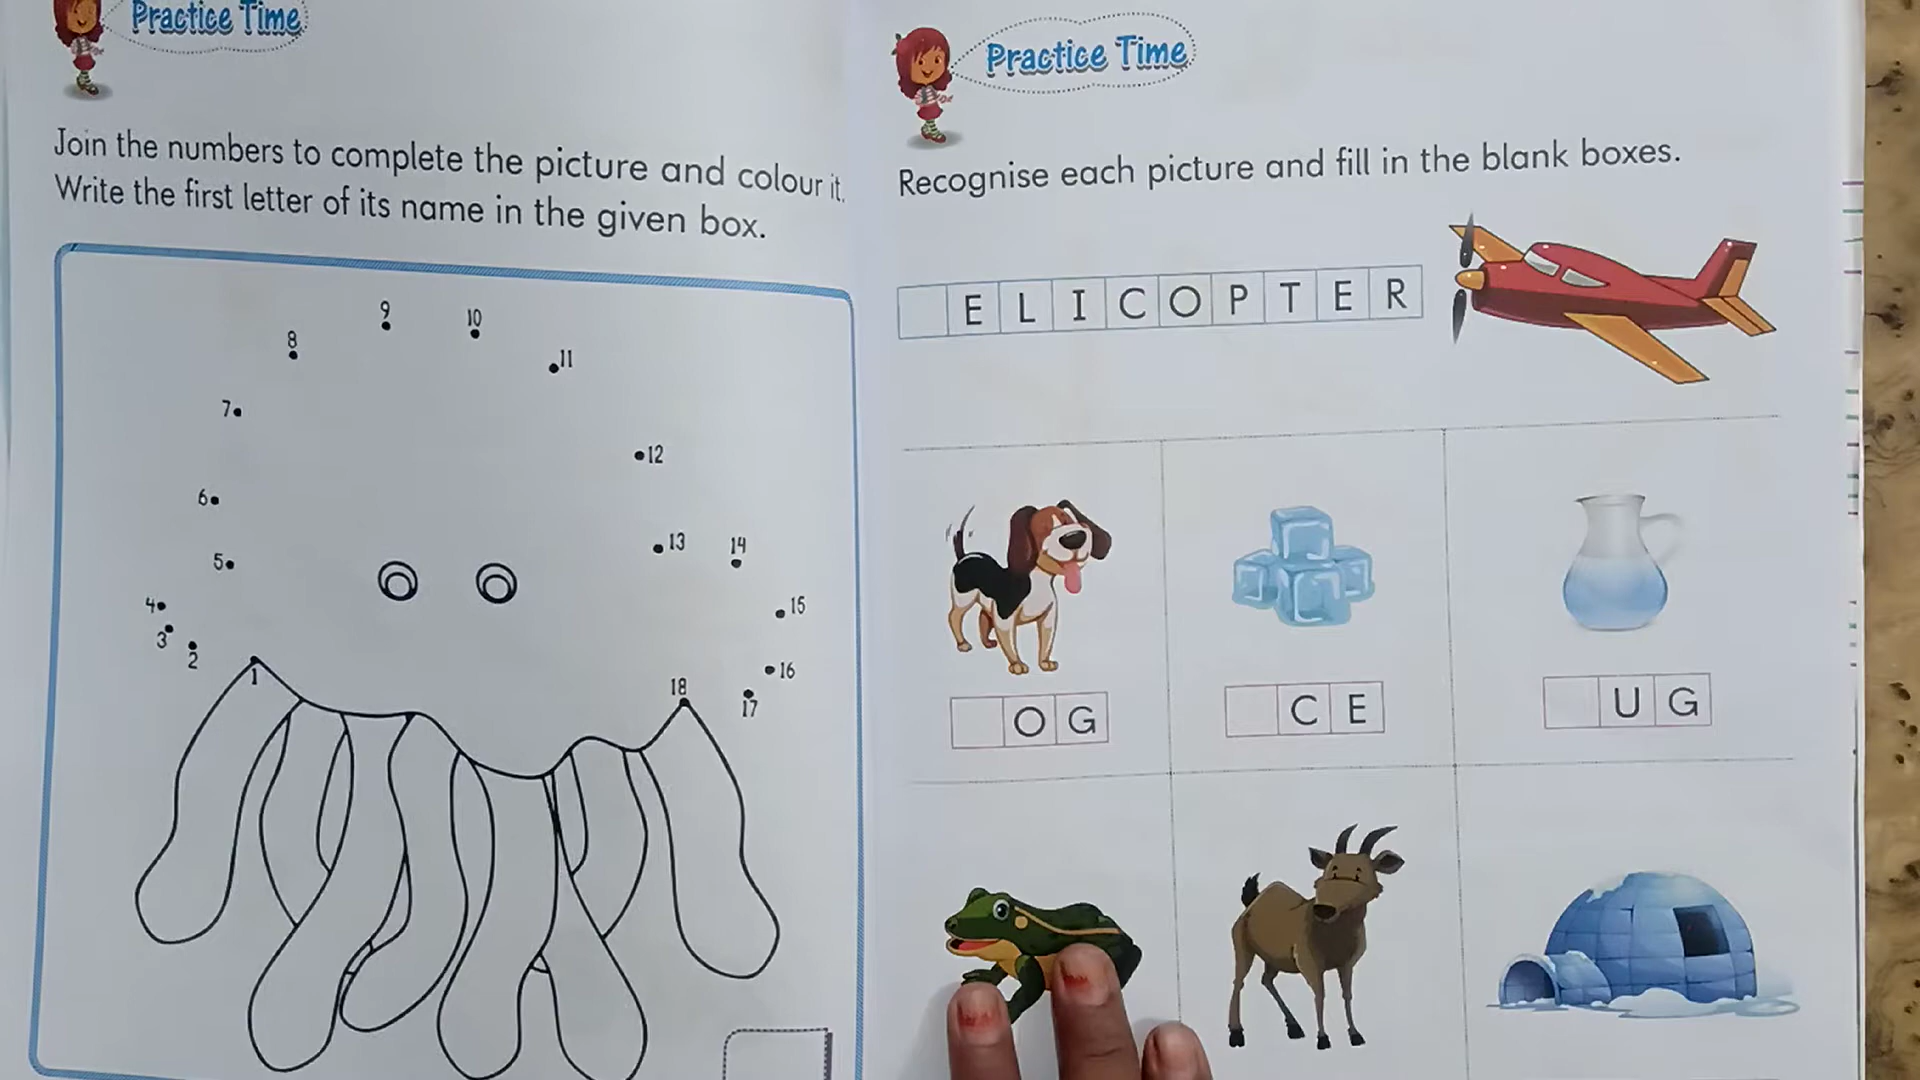 Practice Time
Join the numbers to complete the picture and colour it.
Write the first letter of its name in the given box.
9
10
8
11
7
12
6
13
14
5
4
15
3
2
16
1
18
17
Practice Time
Recognise each picture and fill in the blank boxes.
E L I C O P T E R
O G
C E
U G